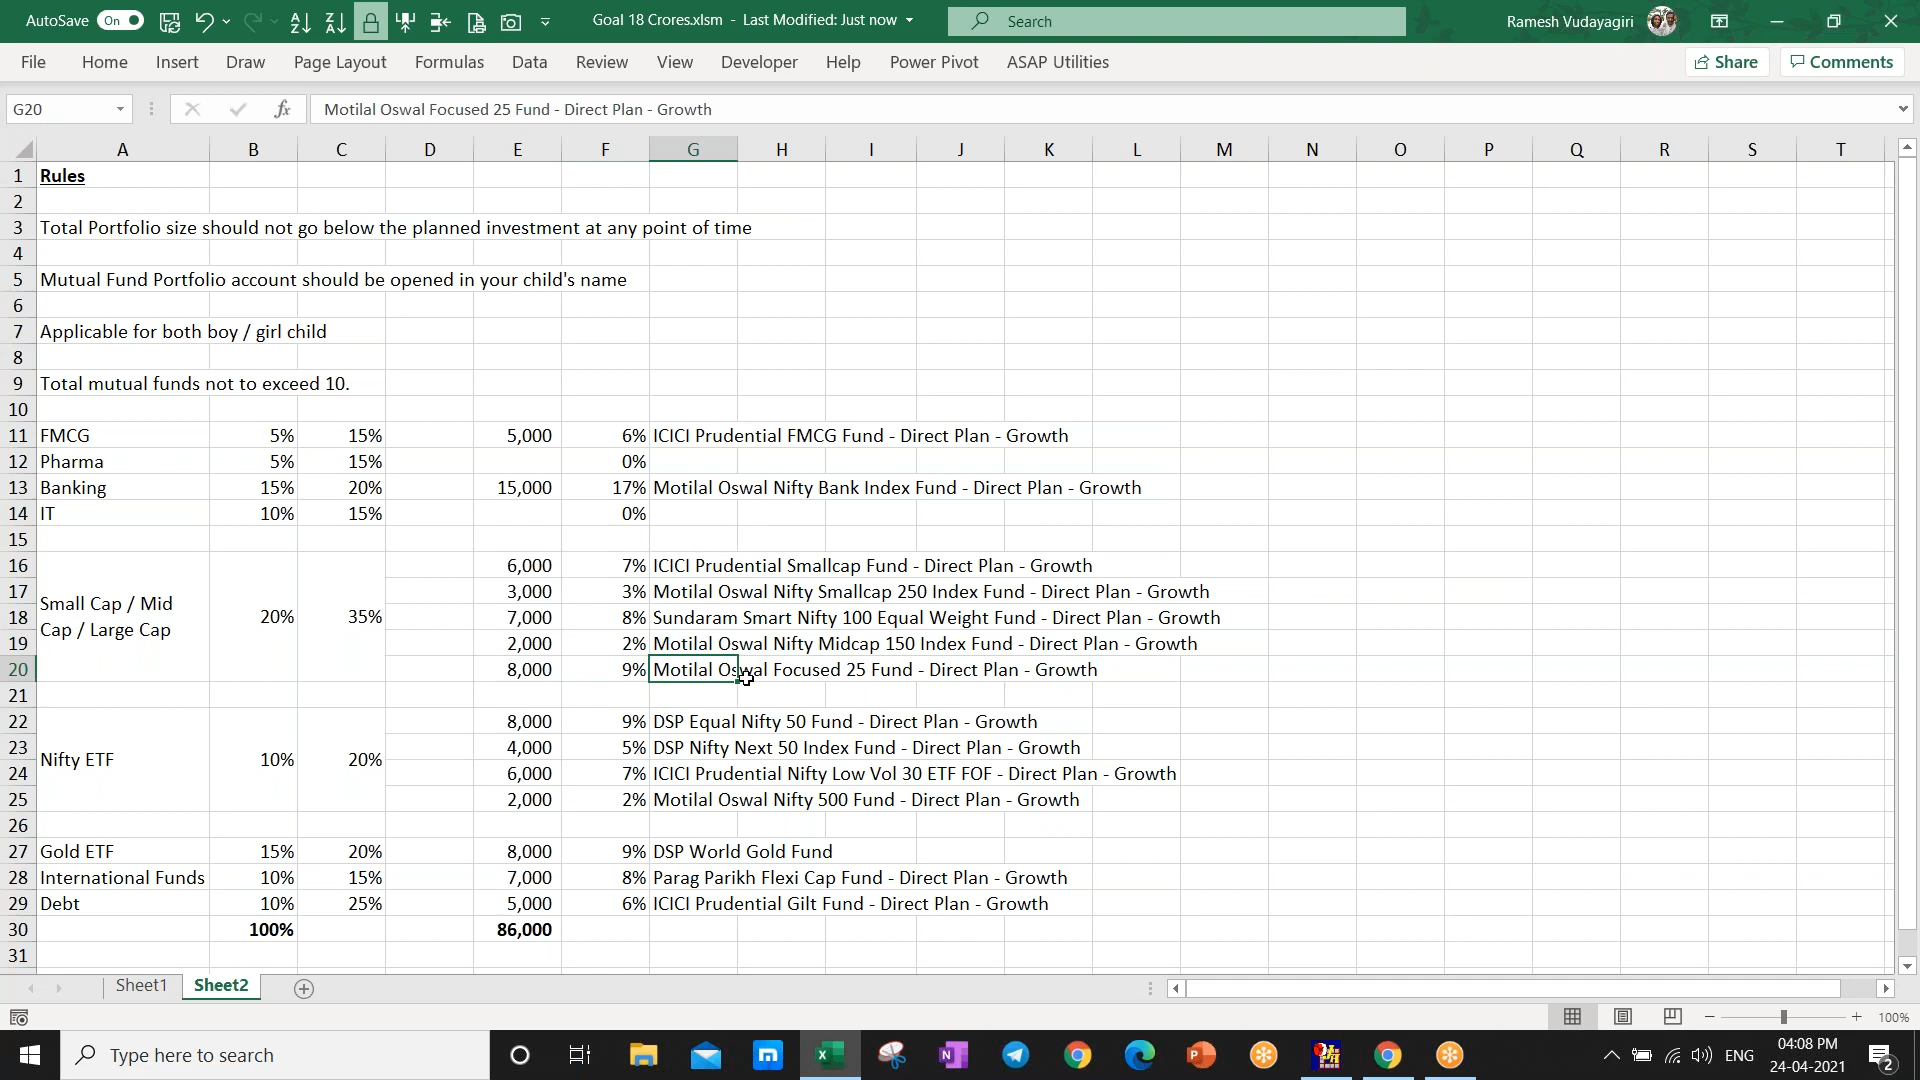 AutoSave On Goal 18 Crores.xlsm - Last Modified: Just now Search Ramesh Vudayagiri
File Home Insert Draw Page Layout Formulas Data Review View Developer Help Power Pivot ASAP Utilities Share Comments
G20 fx Motilal Oswal Focused 25 Fund - Direct Plan - Growth
A B C D E F G H I J K L M N O P Q R S T
1 Rules
2
3 Total Portfolio size should not go below the planned investment at any point of time
4
5 Mutual Fund Portfolio account should be opened in your child's name
6
7 Applicable for both boy / girl child
8
9 Total mutual funds not to exceed 10.
10
11 FMCG 5% 15% 5,000 6% ICICI Prudential FMCG Fund - Direct Plan - Growth
12 Pharma 5% 15% 0%
13 Banking 15% 20% 15,000 17% Motilal Oswal Nifty Bank Index Fund - Direct Plan - Growth
14 IT 10% 15% 0%
15
16 6,000 7% ICICI Prudential Smallcap Fund - Direct Plan - Growth
17 3,000 3% Motilal Oswal Nifty Smallcap 250 Index Fund - Direct Plan - Growth
Small Cap / Mid
18 20% 35% 7,000 8% Sundaram Smart Nifty 100 Equal Weight Fund - Direct Plan - Growth
Cap / Large Cap
19 2,000 2% Motilal Oswal Nifty Midcap 150 Index Fund - Direct Plan - Growth
20 8,000 9% Motilal Oswal Focused 25 Fund - Direct Plan - Growth
21
22 8,000 9% DSP Equal Nifty 50 Fund - Direct Plan - Growth
23 4,000 5% DSP Nifty Next 50 Index Fund - Direct Plan - Growth
Nifty ETF 10% 20%
24 6,000 7% ICICI Prudential Nifty Low Vol 30 ETF FOF - Direct Plan - Growth
25 2,000 2% Motilal Oswal Nifty 500 Fund - Direct Plan - Growth
26
27 Gold ETF 15% 20% 8,000 9% DSP World Gold Fund
28 International Funds 10% 15% 7,000 8% Parag Parikh Flexi Cap Fund - Direct Plan - Growth
29 Debt 10% 25% 5,000 6% ICICI Prudential Gilt Fund - Direct Plan - Growth
30 100% 86,000
31
Sheet1 Sheet2
100%
Type here to search ENG 04:08 PM
24-04-2021 2